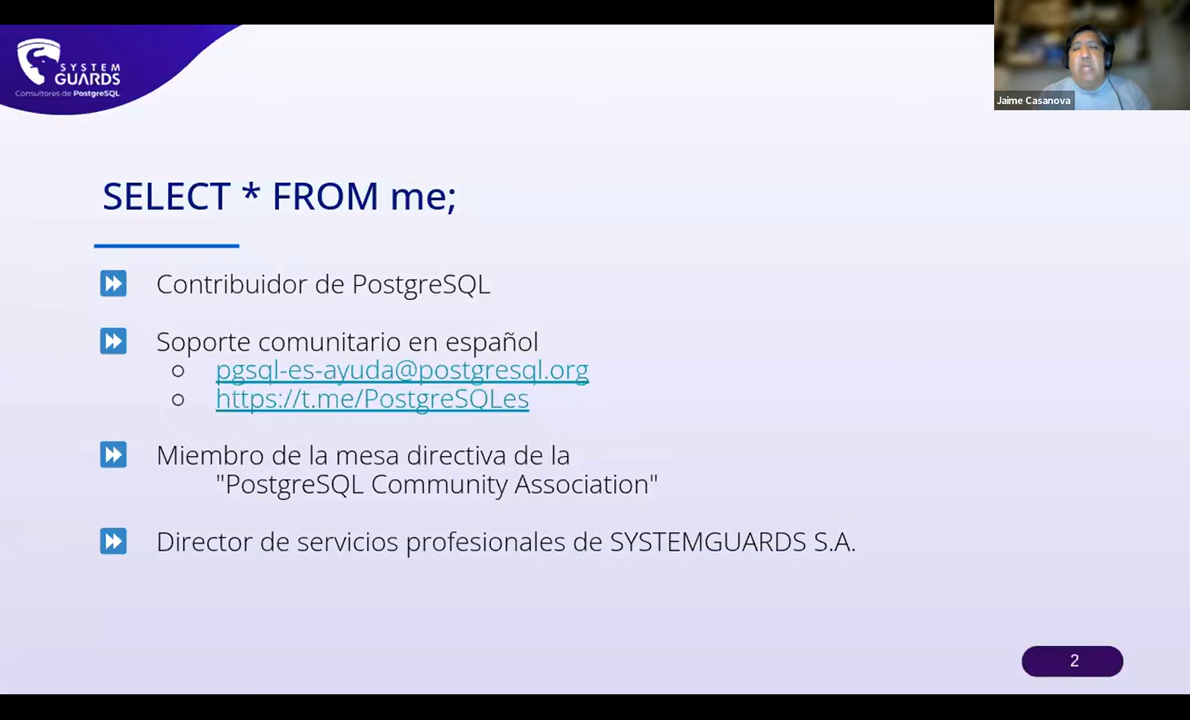 SYSTEM
GUARDS
Consultores de PostgreSQL
Jaime Casanova
SELECT * FROM me;
Contribuidor de PostgreSQL
Soporte comunitario en español
pgsql-es-ayuda@postgresql.org
https://t.me/PostgreSQLes
Miembro de la mesa directiva de la
"PostgreSQL Community Association"
Director de servicios profesionales de SYSTEMGUARDS S.A.
2